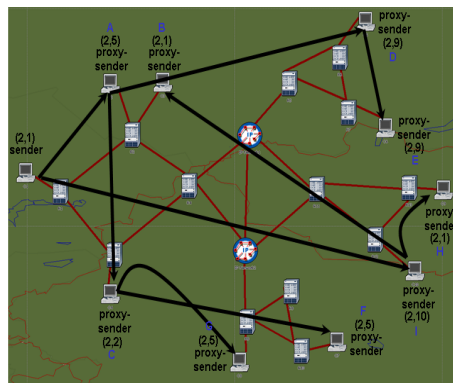 A
B
(2,5)
proxy-
sender
(2,1)
proxy-
sender
proxy-
sender
(2,9)
D
(2,1)
sender
proxy-
sender
(2,9)
E
proxy-
sender
(2,1)
H
IP
IP
proxy-
sender
(2,2)
C
G
(2,5)
proxy-
sender
F
(2,5)
proxy-
sender
proxy-
sender
(2,10)
I